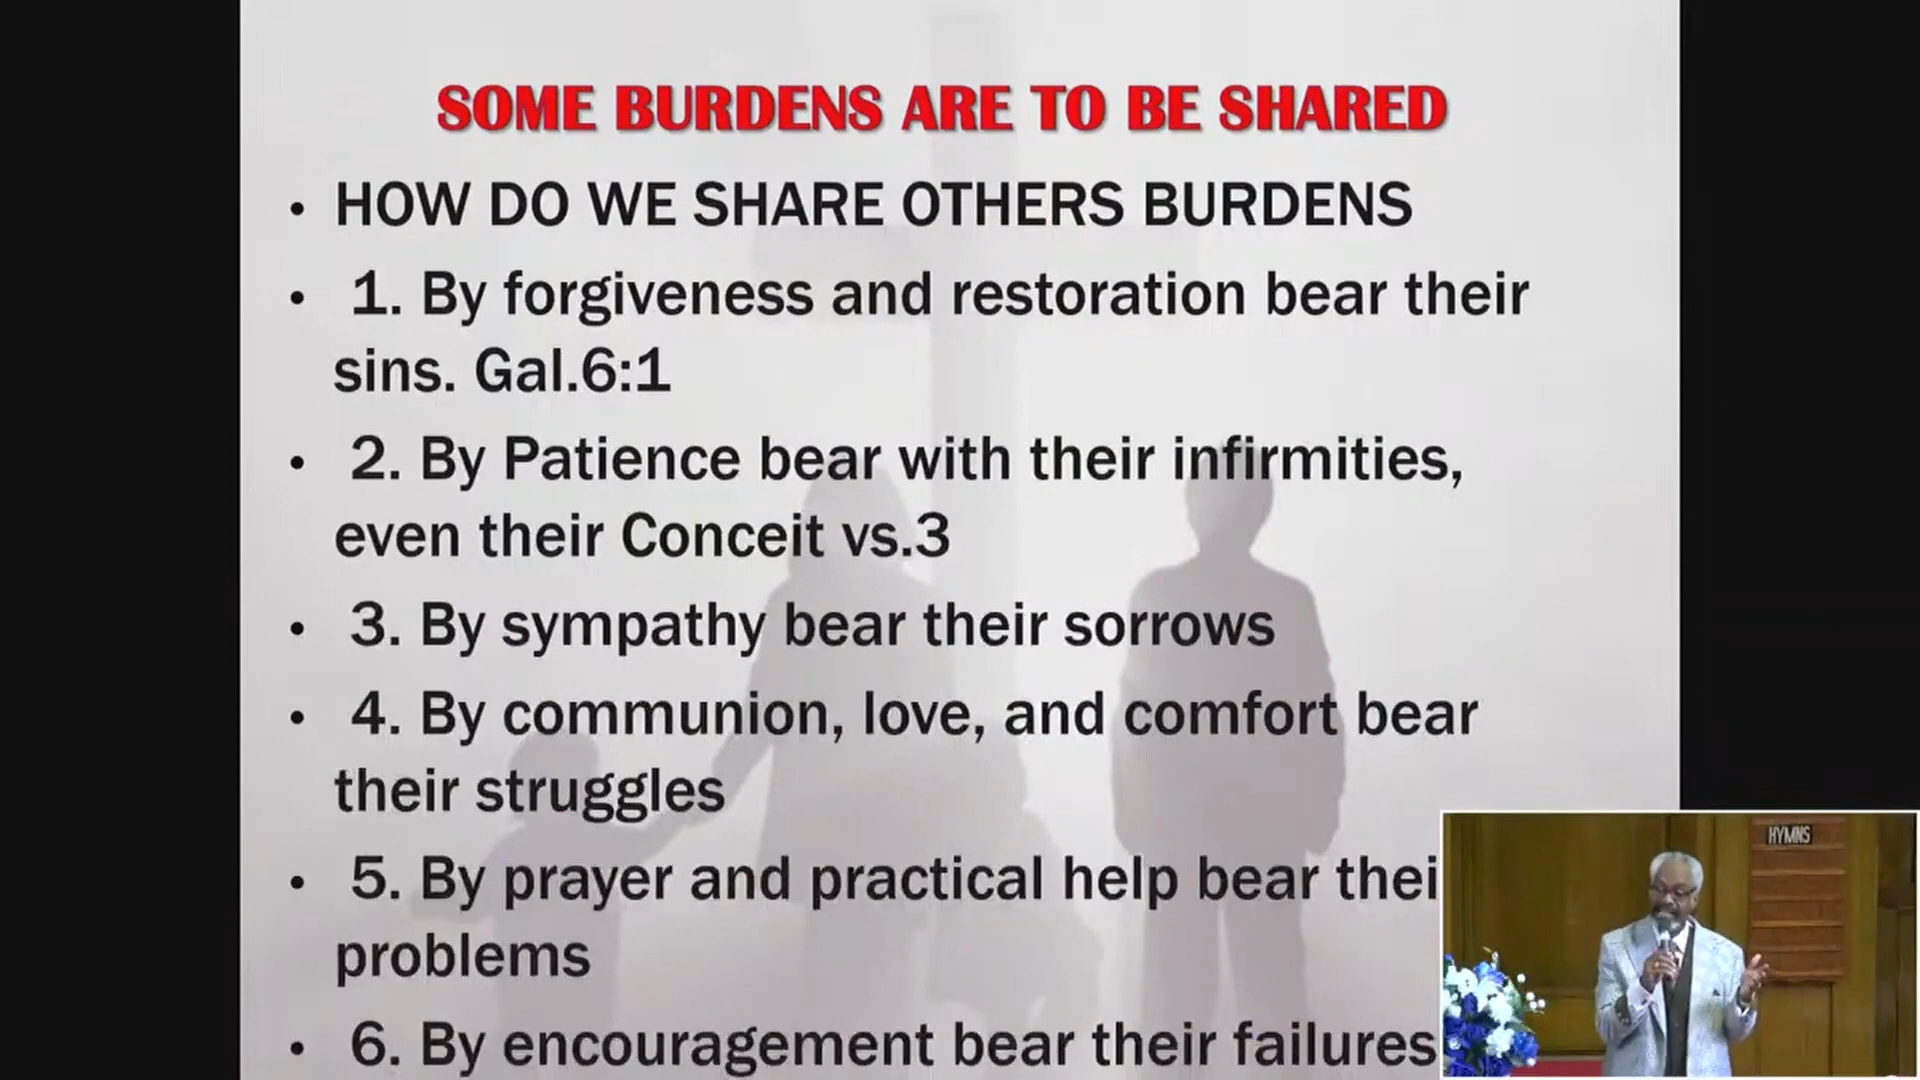 SOME BURDENS ARE TO BE SHARED
• HOW DO WE SHARE OTHERS BURDENS
• 1. By forgiveness and restoration bear their
sins. Gal.6:1
• 2. By Patience bear with their infirmities,
even their Conceit vs.3
• 3. By sympathy bear their sorrows
• 4. By communion, love, and comfort bear
their struggles
• 5. By prayer and practical help bear thei
problems
• 6. By encouragement bear their failures
HYMNS